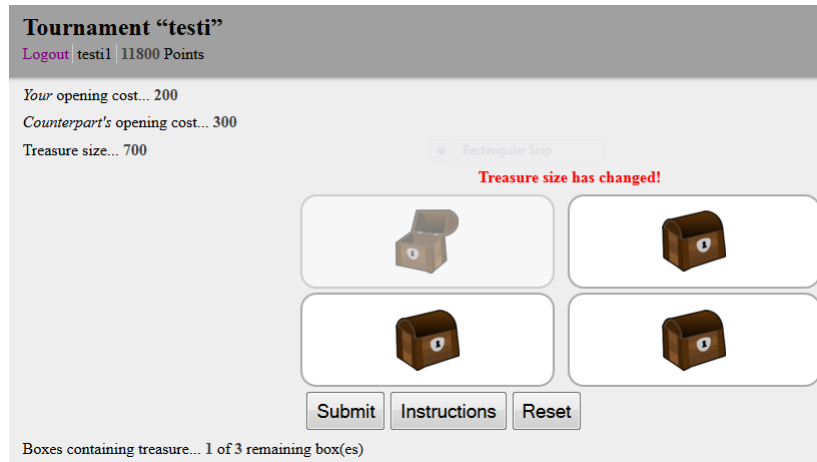 Tournament “testi”
Logout testi1 11800 Points
Your opening cost... 200
Counterpart's opening cost... 300
Treasure size... 700
Rectangular Snip
Treasure size has changed!
Submit Instructions Reset
Boxes containing treasure... 1 of 3 remaining box(es)